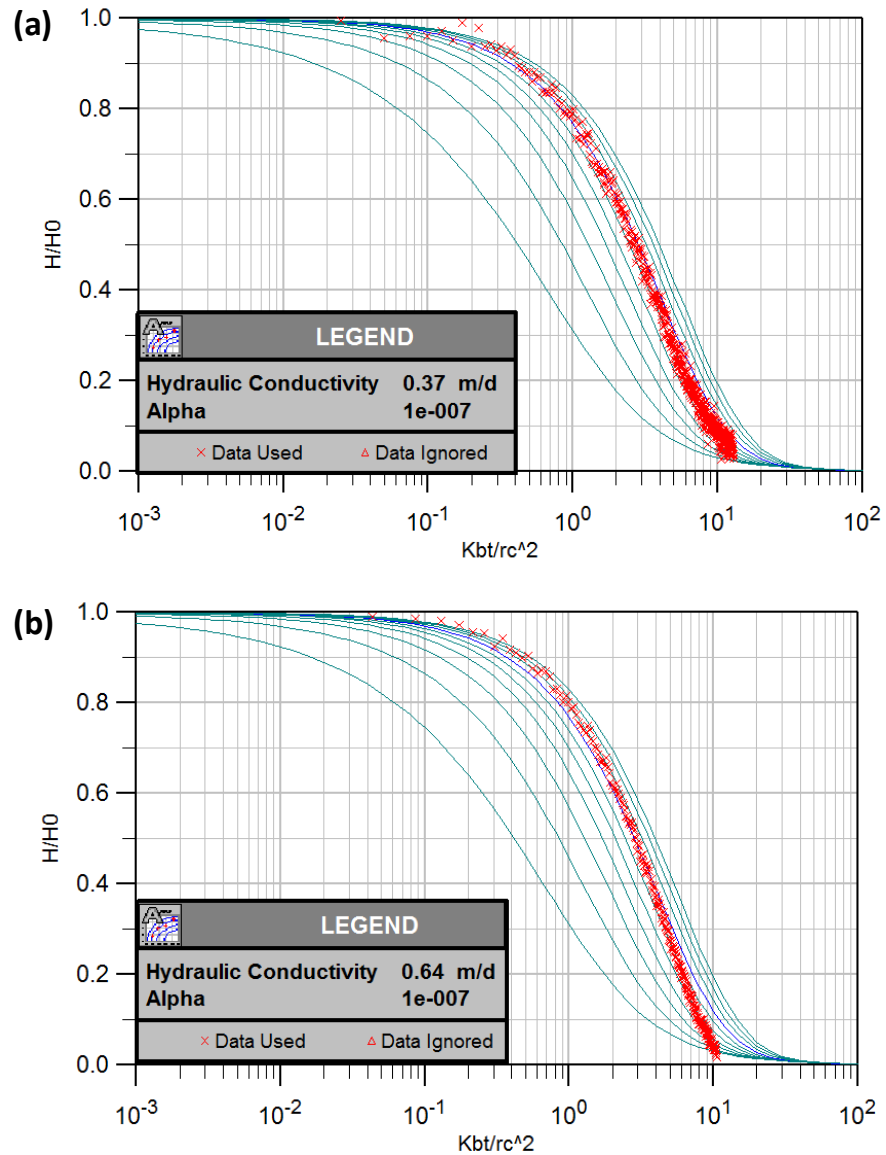 (a)
1.0
0.8
0.6
0.4
0.2
0.0
H/H0
LEGEND
Hydraulic Conductivity 0.37 m/d
Alpha 1e-007
× Data Used △ Data Ignored
10^-3 10^-2 10^-1 10^0 10^1 10^2
Kbt/rc^2
(b)
1.0
0.8
0.6
0.4
0.2
0.0
H/H0
LEGEND
Hydraulic Conductivity 0.64 m/d
Alpha 1e-007
× Data Used △ Data Ignored
10^-3 10^-2 10^-1 10^0 10^1 10^2
Kbt/rc^2